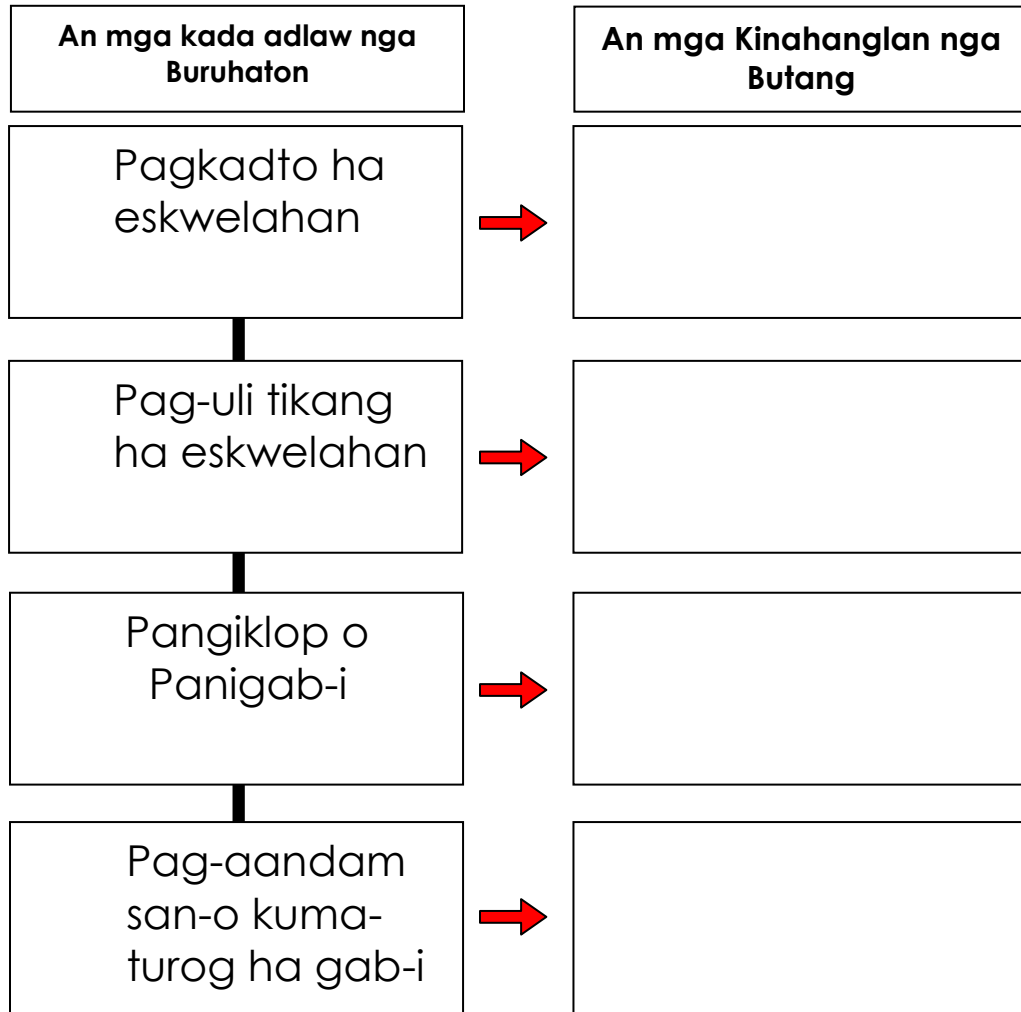 An mga kada adlaw nga
Buruhaton
An mga Kinahanglan nga
Butang
Pagkadto ha
eskwelahan
Pag-uli tikang
ha eskwelahan
Pangiklop o
Panigab-i
Pag-aandam
san-o kuma-
turog ha gab-i